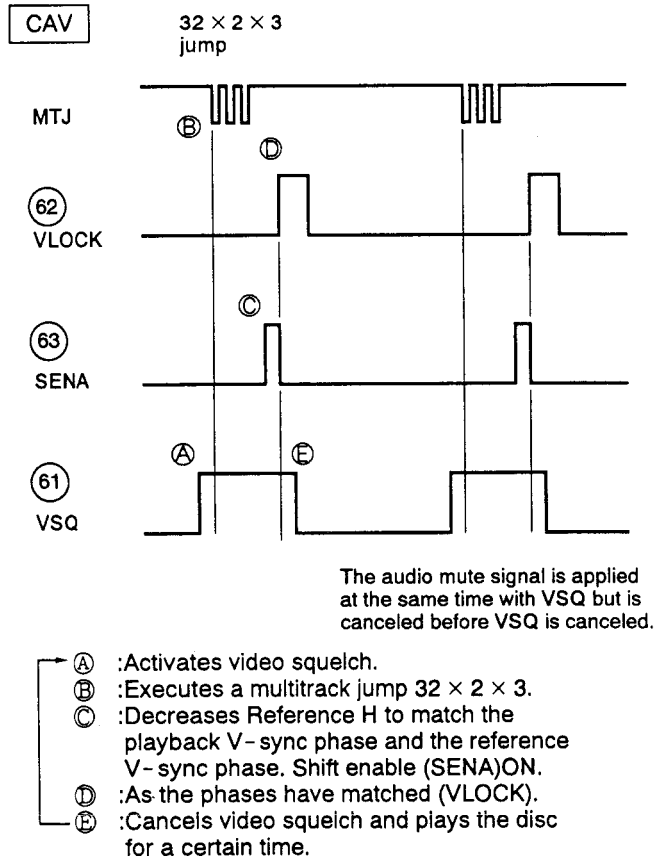 CAV
32 × 2 × 3
jump
MTJ
Ⓑ
Ⓓ
62
VLOCK
Ⓒ
63
SENA
Ⓐ
Ⓔ
61
VSQ
The audio mute signal is applied
at the same time with VSQ but is
canceled before VSQ is canceled.
Ⓐ :Activates video squelch.
Ⓑ :Executes a multitrack jump 32 × 2 × 3.
Ⓒ :Decreases Reference H to match the
playback V-sync phase and the reference
V-sync phase. Shift enable (SENA)ON.
Ⓓ :As the phases have matched (VLOCK).
Ⓔ :Cancels video squelch and plays the disc
for a certain time.